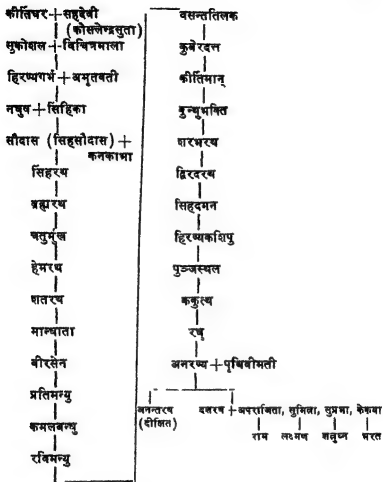 कीर्तिधर + सहदेवी
(कोसलेन्द्रसुता)
सुकोशल + विचित्रमाला
हिरण्यगर्भ + अमृतवती
नघुष + सिंहिका
सौदास (सिंहसौदास) +
कनकाभा
सिंहरथ
ब्रह्मरथ
चतुर्मुख
हेमरथ
शतरथ
मान्धाता
वीरसेन
प्रतिमन्यु
कमलबन्धु
रविमन्यु
वसन्ततिलक
कुबेरदत्त
कीर्तिमान्
कुन्थुभक्ति
शरभरथ
द्विरदरथ
सिंहदमन
हिरण्यकशिपु
पुञ्जस्थल
ककुत्थ
रघु
अनरण्य + पृथिवीमती
अनन्तरथ
(दीक्षित)
दशरथ + अपराजिता, सुमित्रा, सुप्रभा, केकया
राम लक्ष्मण शत्रुघ्न भरत